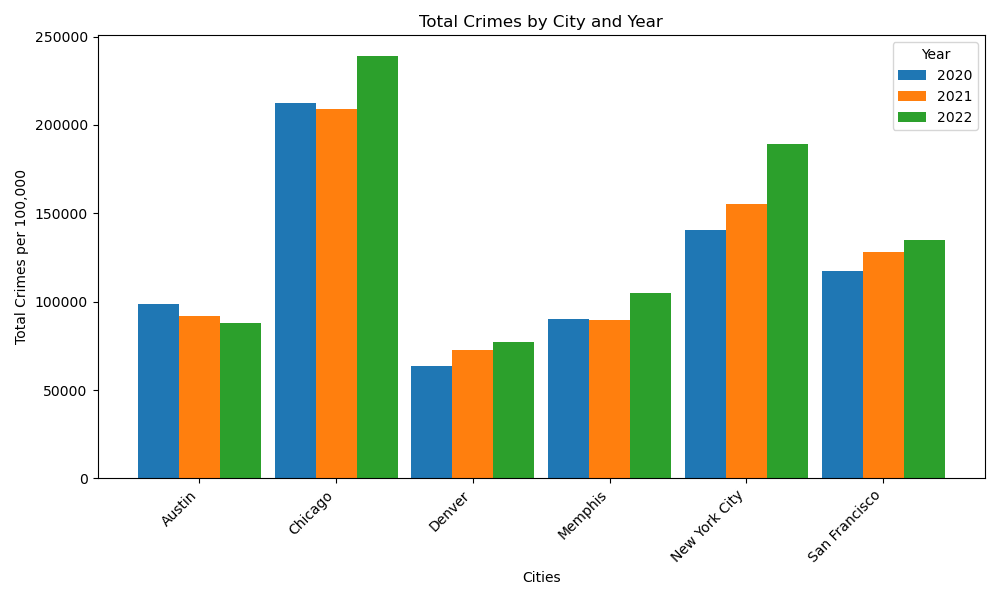 Total Crimes by City and Year
Total Crimes per 100,000
250000
200000
150000
100000
50000
0
Year
2020
2021
2022
Austin
Chicago
Denver
Memphis
New York City
San Francisco
Cities